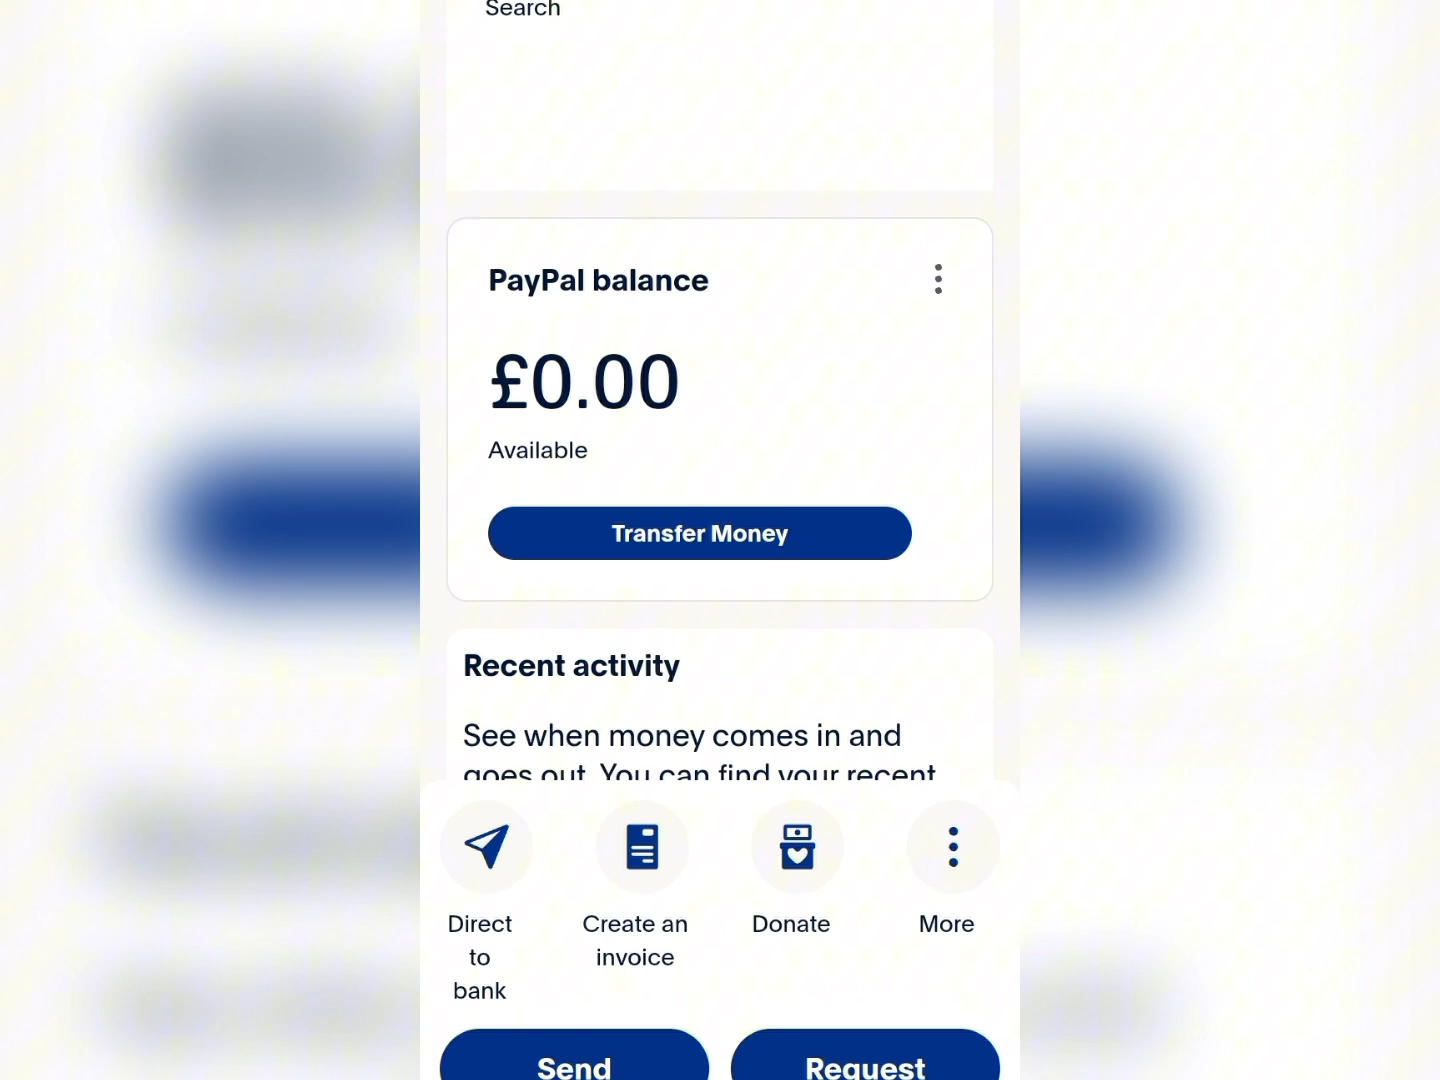 Search
PayPal balance
£0.00
Available
Transfer Money
Recent activity
See when money comes in and
goes out. You can find your recent
Direct
to
bank
Create an
invoice
Donate
More
Send
Request